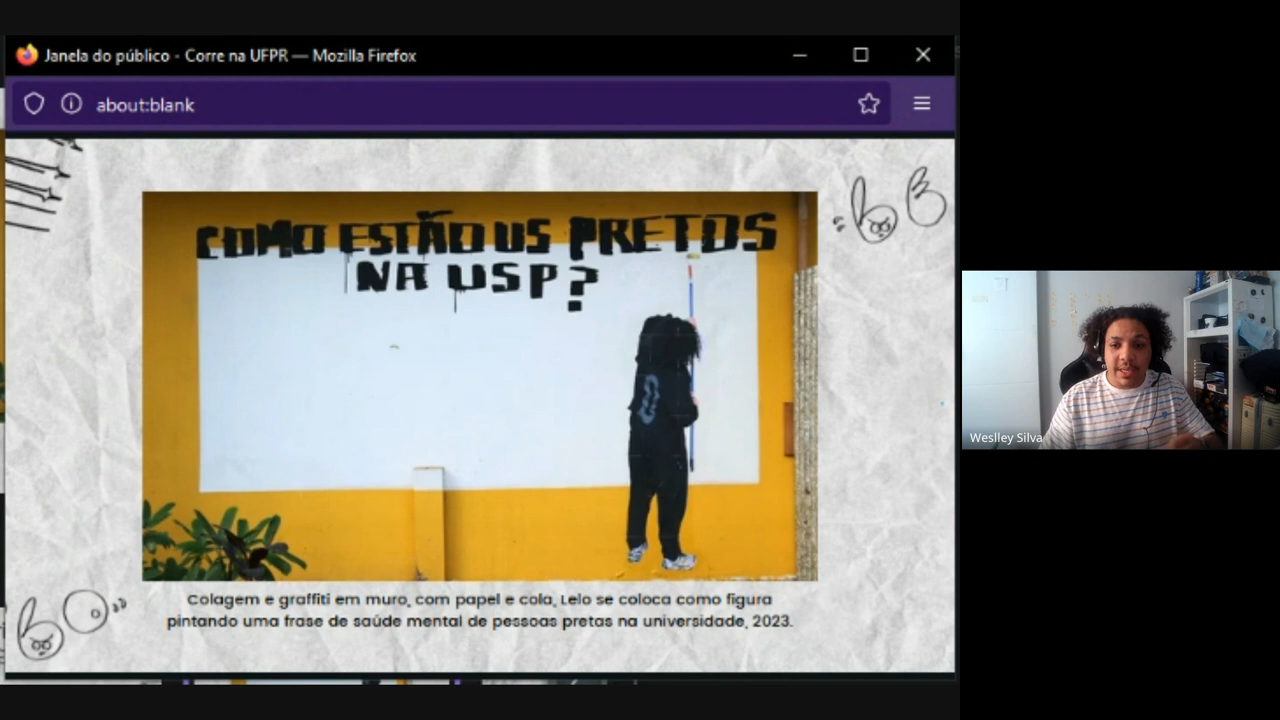 Janela do público - Corre na UFPR — Mozilla Firefox
about:blank
COMO ESTÃO US PRETOS
NA USP?
Colagem e graffiti em muro, com papel e cola, Lelo se coloca como figura
pintando uma frase de saúde mental de pessoas pretas na universidade, 2023.
Weslley Silva